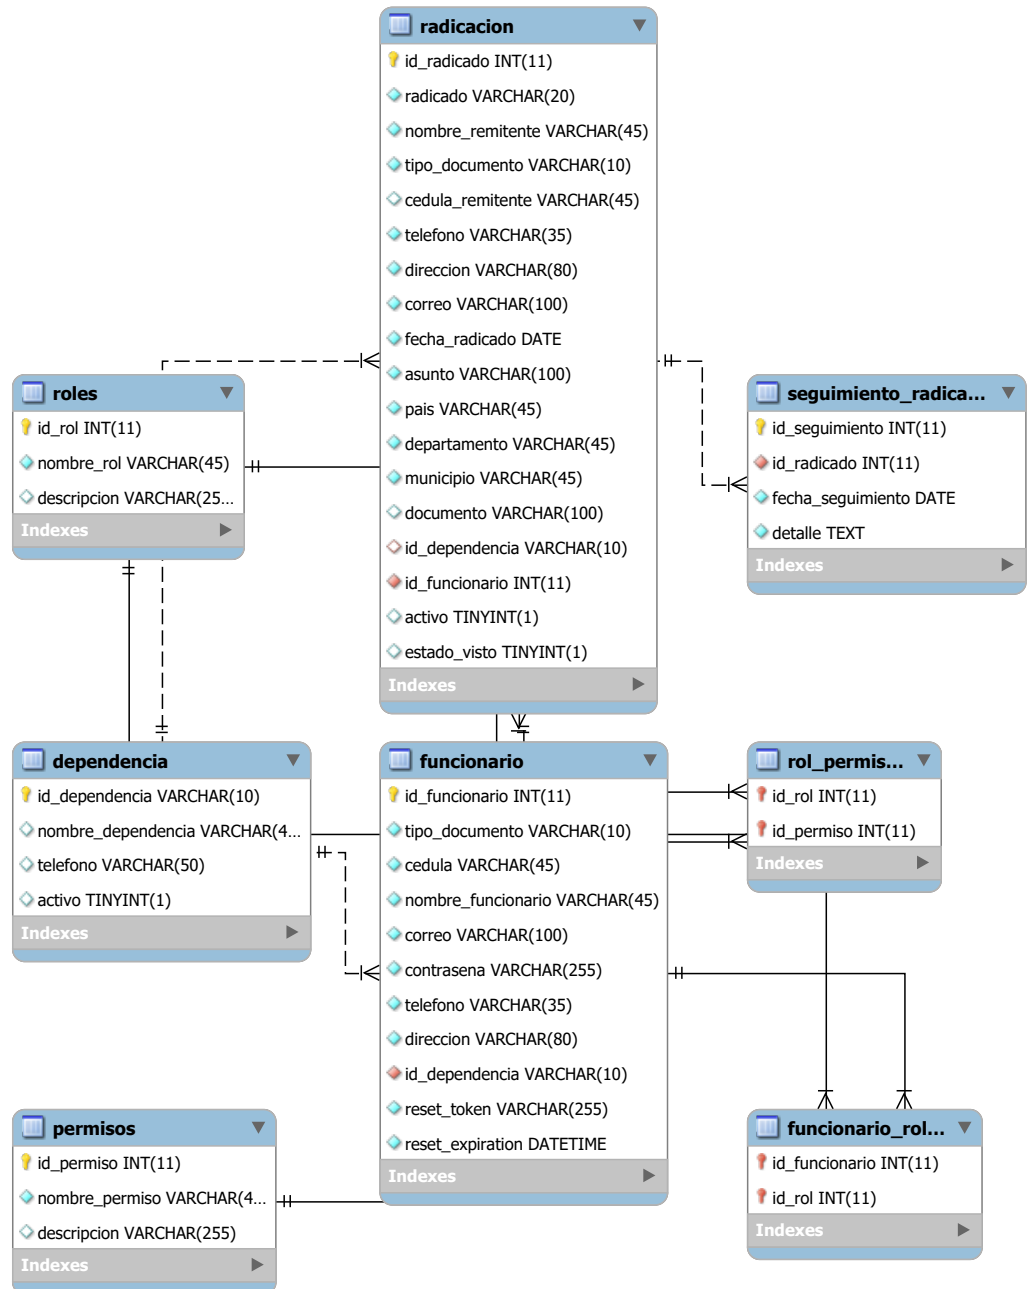 radicacion
id_radicado INT(11)
radicado VARCHAR(20)
nombre_remitente VARCHAR(45)
tipo_documento VARCHAR(10)
cedula_remitente VARCHAR(45)
telefono VARCHAR(35)
direccion VARCHAR(80)
correo VARCHAR(100)
fecha_radicado DATE
asunto VARCHAR(100)
pais VARCHAR(45)
departamento VARCHAR(45)
municipio VARCHAR(45)
documento VARCHAR(100)
id_dependencia VARCHAR(10)
id_funcionario INT(11)
activo TINYINT(1)
estado_visto TINYINT(1)
Indexes
roles
id_rol INT(11)
nombre_rol VARCHAR(45)
descripcion VARCHAR(25...
Indexes
seguimiento_radica...
id_seguimiento INT(11)
id_radicado INT(11)
fecha_seguimiento DATE
detalle TEXT
Indexes
dependencia
id_dependencia VARCHAR(10)
nombre_dependencia VARCHAR(4...
telefono VARCHAR(50)
activo TINYINT(1)
Indexes
funcionario
id_funcionario INT(11)
tipo_documento VARCHAR(10)
cedula VARCHAR(45)
nombre_funcionario VARCHAR(45)
correo VARCHAR(100)
contrasena VARCHAR(255)
telefono VARCHAR(35)
direccion VARCHAR(80)
id_dependencia VARCHAR(10)
reset_token VARCHAR(255)
reset_expiration DATETIME
Indexes
rol_permis...
id_rol INT(11)
id_permiso INT(11)
Indexes
permisos
id_permiso INT(11)
nombre_permiso VARCHAR(4...
descripcion VARCHAR(255)
Indexes
funcionario_rol...
id_funcionario INT(11)
id_rol INT(11)
Indexes